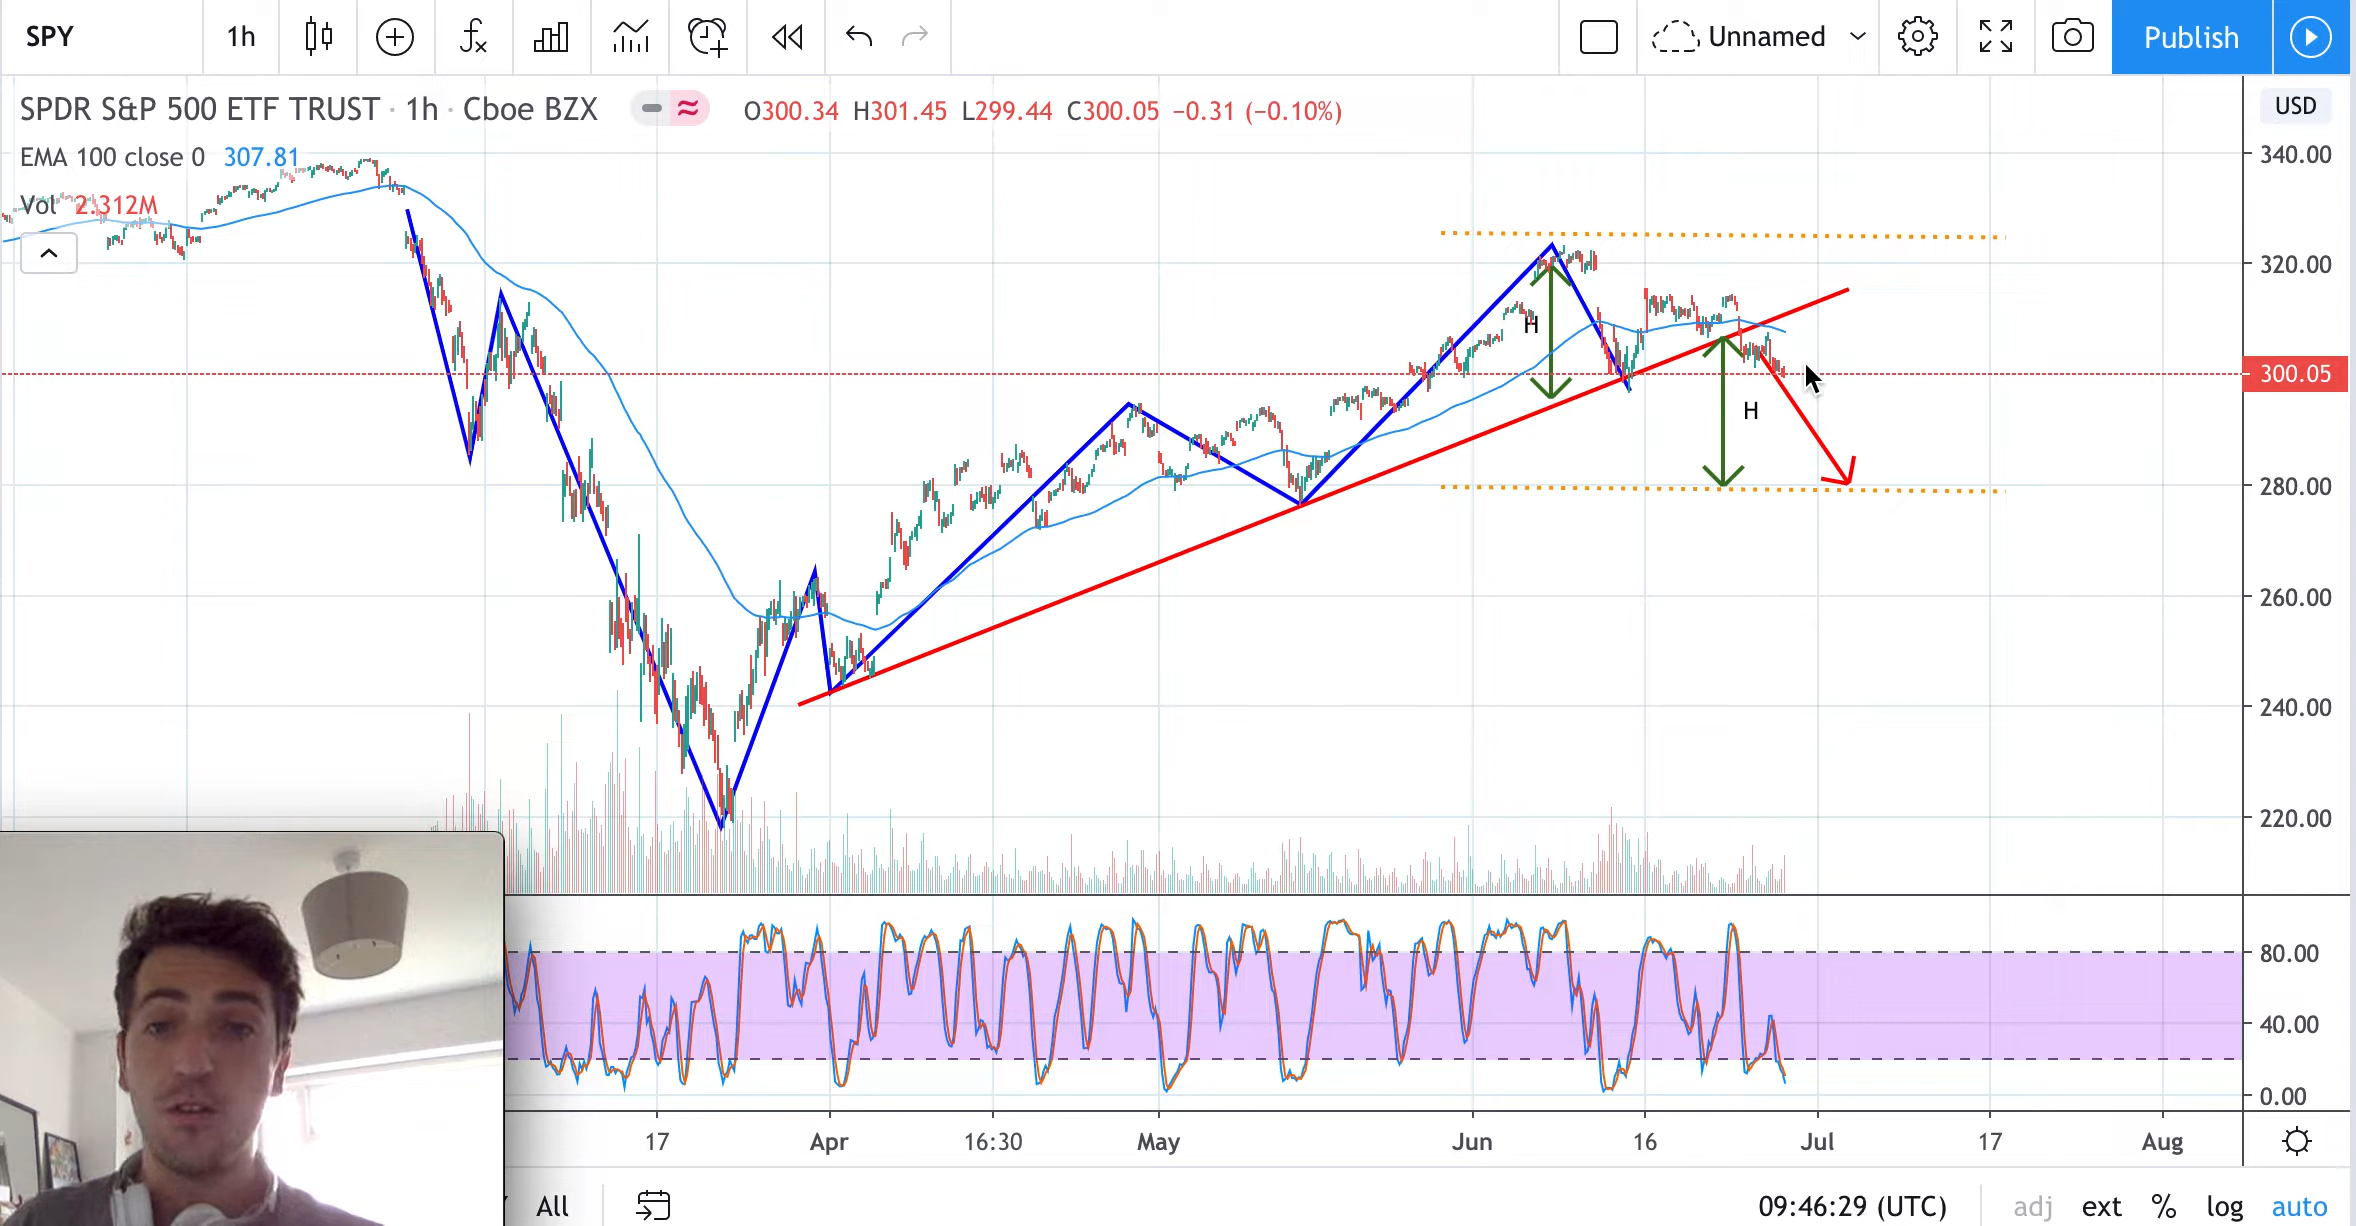 SPY 1h Unnamed Publish
SPDR S&P 500 ETF TRUST · 1h · Cboe BZX O300.34 H301.45 L299.44 C300.05 −0.31 (−0.10%) USD
EMA 100 close 0 307.81
Vol 2.312M
340.00
320.00
300.05
280.00
260.00
240.00
220.00
H
H
80.00
40.00
0.00
17 Apr 16:30 May Jun 16 Jul 17 Aug
All 09:46:29 (UTC) adj ext % log auto